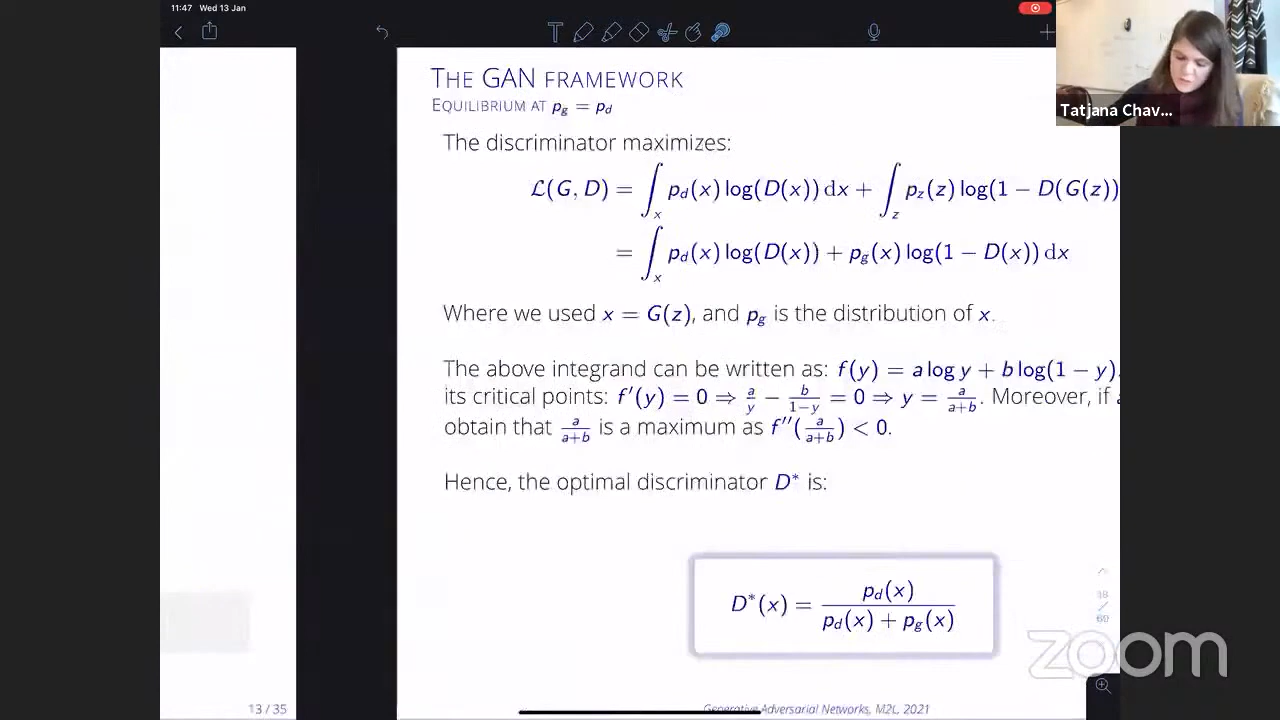 11:47 Wed 13 Jan
THE GAN FRAMEWORK
EQUILIBRIUM AT p_g = p_d
The discriminator maximizes:
ℒ(G, D) = ∫_x p_d(x) log(D(x)) dx + ∫_z p_z(z) log(1 − D(G(z))
= ∫_x p_d(x) log(D(x)) + p_g(x) log(1 − D(x)) dx
Where we used x = G(z), and p_g is the distribution of x.
The above integrand can be written as: f(y) = a log y + b log(1 − y).
its critical points: f′(y) = 0 ⇒ a/y − b/(1−y) = 0 ⇒ y = a/(a+b). Moreover, if
obtain that a/(a+b) is a maximum as f″(a/(a+b)) < 0.
Hence, the optimal discriminator D* is:
D*(x) = p_d(x) / (p_d(x) + p_g(x))
13 / 35
Generative Adversarial Networks, M2L, 2021
Tatjana Chav...
18
/
60
zoom